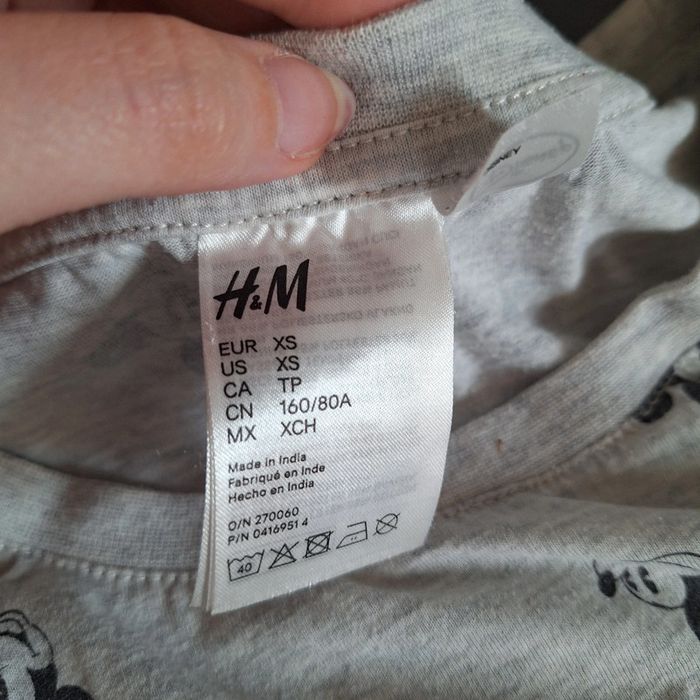 DISNEY
H&M
EUR XS
US XS
CA TP
CN 160/80A
MX XCH
Made in India
Fabriqué en Inde
Hecho en India
O/N 270060
P/N 0416951 4
40